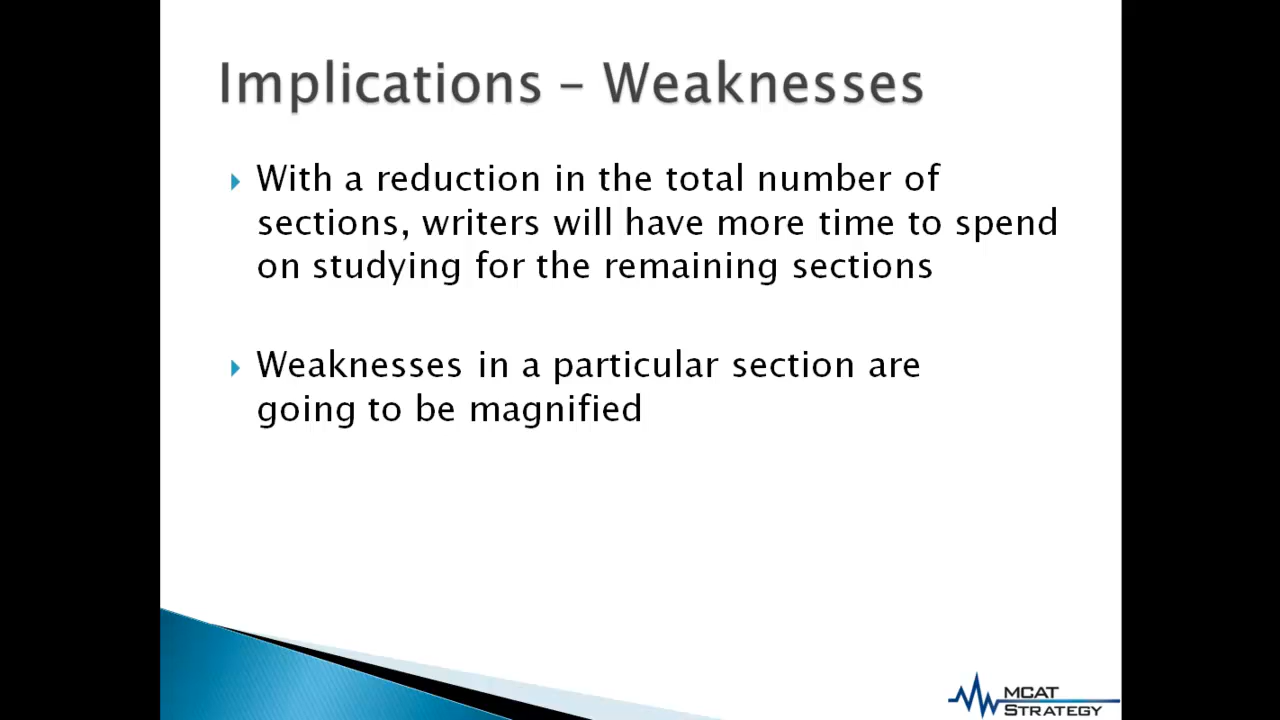 Implications – Weaknesses
With a reduction in the total number of
sections, writers will have more time to spend
on studying for the remaining sections
Weaknesses in a particular section are
going to be magnified
MCAT
STRATEGY